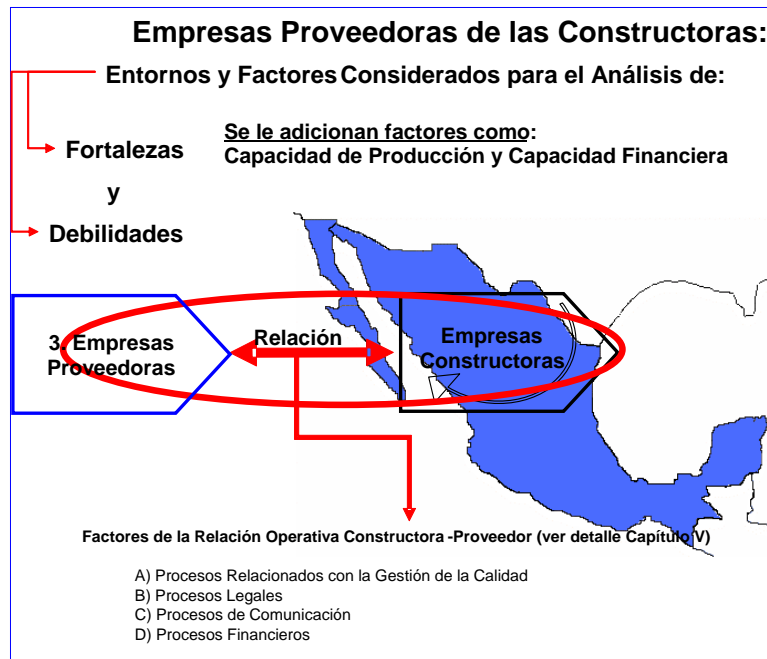 Empresas Proveedoras de las Constructoras:
Entornos y Factores Considerados para el Análisis de:
Se le adicionan factores como:
Capacidad de Producción y Capacidad Financiera
Fortalezas
y
Debilidades
3. Empresas
Proveedoras
Relación
Empresas
Constructoras
Factores de la Relación Operativa Constructora -Proveedor (ver detalle Capítulo V)
A) Procesos Relacionados con la Gestión de la Calidad
B) Procesos Legales
C) Procesos de Comunicación
D) Procesos Financieros